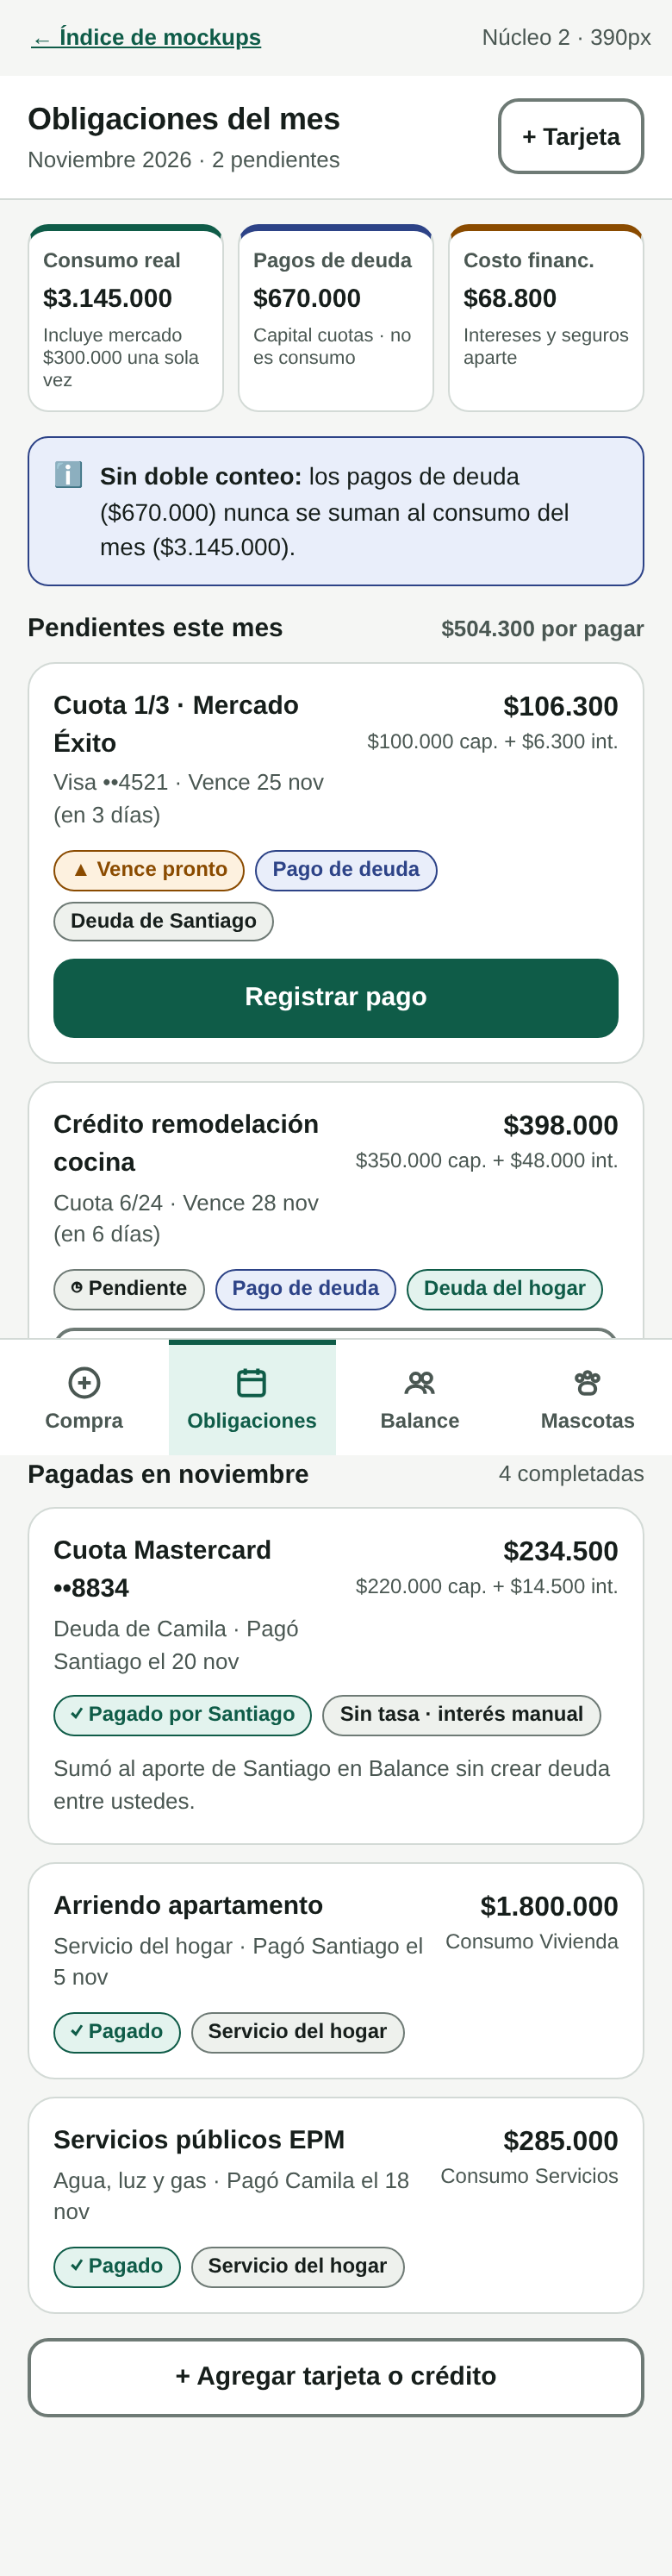 ← Índice de mockups
Núcleo 2 · 390px
Obligaciones del mes
Noviembre 2026 · 2 pendientes
+ Tarjeta
Consumo real
$3.145.000
Incluye mercado
$300.000 una sola
vez
Pagos de deuda
$670.000
Capital cuotas · no
es consumo
Costo financ.
$68.800
Intereses y seguros
aparte
Sin doble conteo: los pagos de deuda
($670.000) nunca se suman al consumo del
mes ($3.145.000).
Pendientes este mes
$504.300 por pagar
Cuota 1/3 · Mercado
Éxito
$106.300
$100.000 cap. + $6.300 int.
Visa ••4521 · Vence 25 nov
(en 3 días)
▲ Vence pronto
Pago de deuda
Deuda de Santiago
Registrar pago
Crédito remodelación
cocina
$398.000
$350.000 cap. + $48.000 int.
Cuota 6/24 · Vence 28 nov
(en 6 días)
Pendiente
Pago de deuda
Deuda del hogar
Compra
Obligaciones
Balance
Mascotas
Pagadas en noviembre
4 completadas
Cuota Mastercard
••8834
$234.500
$220.000 cap. + $14.500 int.
Deuda de Camila · Pagó
Santiago el 20 nov
✓ Pagado por Santiago
Sin tasa · interés manual
Sumó al aporte de Santiago en Balance sin crear deuda
entre ustedes.
Arriendo apartamento
$1.800.000
Servicio del hogar · Pagó Santiago el
5 nov
Consumo Vivienda
✓ Pagado
Servicio del hogar
Servicios públicos EPM
$285.000
Agua, luz y gas · Pagó Camila el 18
nov
Consumo Servicios
✓ Pagado
Servicio del hogar
+ Agregar tarjeta o crédito